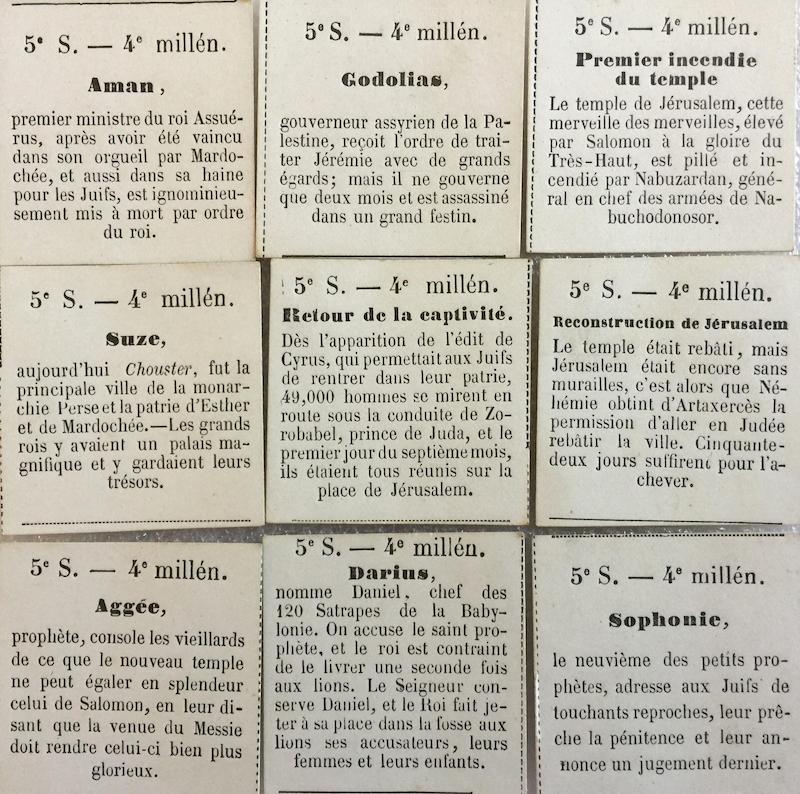 5e S. — 4e millén.
Aman,
premier ministre du roi Assué-
rus, après avoir été vaincu
dans son orgueil par Mardo-
chée, et aussi dans sa haine
pour les Juifs, est ignominieu-
sement mis à mort par ordre
du roi.
5e S. — 4e millén.
Godolias,
gouverneur assyrien de la Pa-
lestine, reçoit l'ordre de trai-
ter Jérémie avec de grands
égards; mais il ne gouverne
que deux mois et est assassiné
dans un grand festin.
5e S. — 4e millén.
Premier incendie
du temple
Le temple de Jérusalem, cette
merveille des merveilles, élevé
par Salomon à la gloire du
Très-Haut, est pillé et in-
cendié par Nabuzardan, géné-
ral en chef des armées de Na-
buchodonosor.
5e S. — 4e millén.
Suze,
aujourd'hui Chouster, fut la
principale ville de la monar-
chie Perse et la patrie d'Esther
et de Mardochée.—Les grands
rois y avaient un palais ma-
gnifique et y gardaient leurs
trésors.
5e S. — 4e millén.
Retour de la captivité.
Dès l'apparition de l'édit de
Cyrus, qui permettait aux Juifs
de rentrer dans leur patrie,
49,000 hommes se mirent en
route sous la conduite de Zo-
robabel, prince de Juda, et le
premier jour du septième mois,
ils étaient tous réunis sur la
place de Jérusalem.
5e S. — 4e millén.
Reconstruction de Jérusalem
Le temple était rebâti, mais
Jérusalem était encore sans
murailles, c'est alors que Né-
hémie obtint d'Artaxercès la
permission d'aller en Judée
rebâtir la ville. Cinquante-
deux jours suffirent pour l'a-
chever.
5e S. — 4e millén.
Aggée,
prophète, console les vieillards
de ce que le nouveau temple
ne peut égaler en splendeur
celui de Salomon, en leur di-
sant que la venue du Messie
doit rendre celui-ci bien plus
glorieux.
5e S. — 4e millén.
Darius,
nomme Daniel, chef des
120 Satrapes de la Baby-
lonie. On accuse le saint pro-
phète, et le roi est contraint
de le livrer une seconde fois
aux lions. Le Seigneur con-
serve Daniel, et le Roi fait je-
ter à sa place dans la fosse aux
lions ses accusateurs, leurs
femmes et leurs enfants.
5e S. — 4e millén.
Sophonie,
le neuvième des petits pro-
phètes, adresse aux Juifs de
touchants reproches, leur prê-
che la pénitence et leur an-
nonce un jugement dernier.